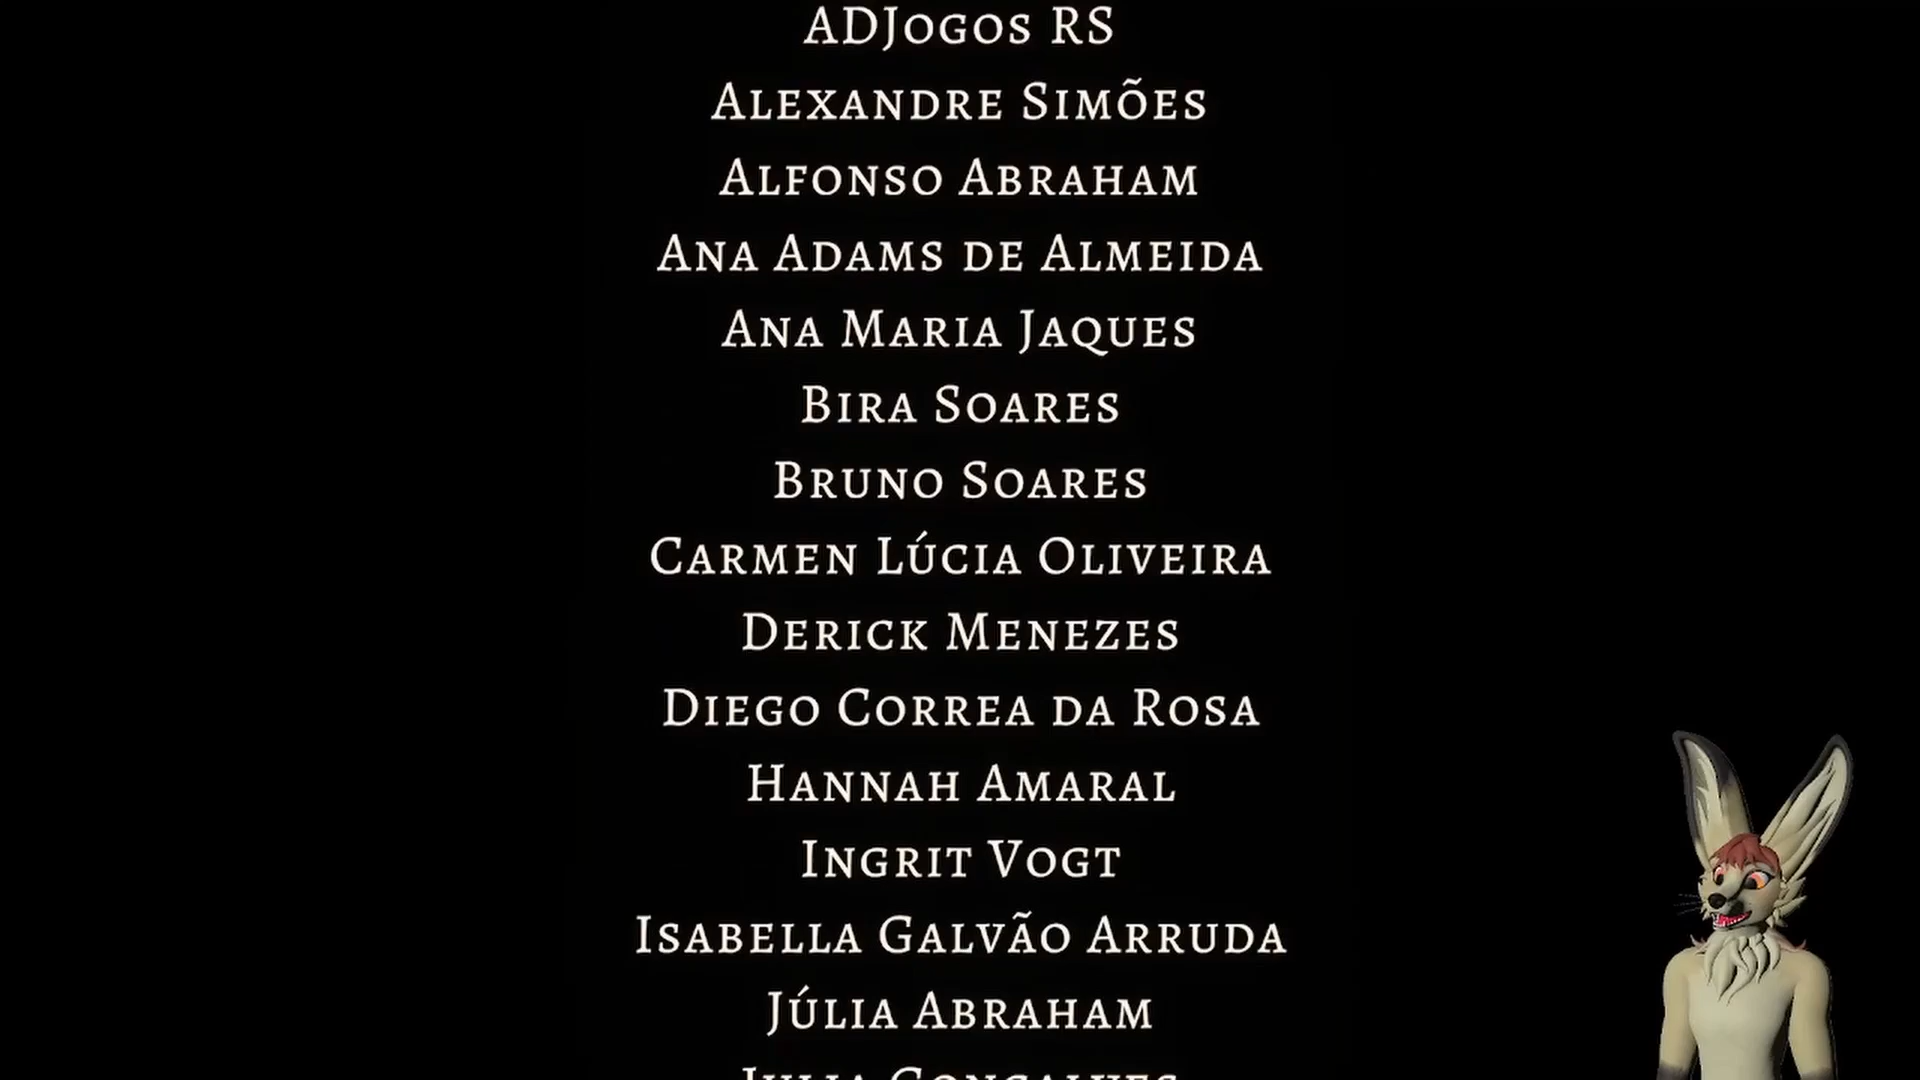 ADJogos RS
Alexandre Simões
Alfonso Abraham
Ana Adams de Almeida
Ana Maria Jaques
Bira Soares
Bruno Soares
Carmen Lúcia Oliveira
Derick Menezes
Diego Correa da Rosa
Hannah Amaral
Ingrit Vogt
Isabella Galvão Arruda
Júlia Abraham